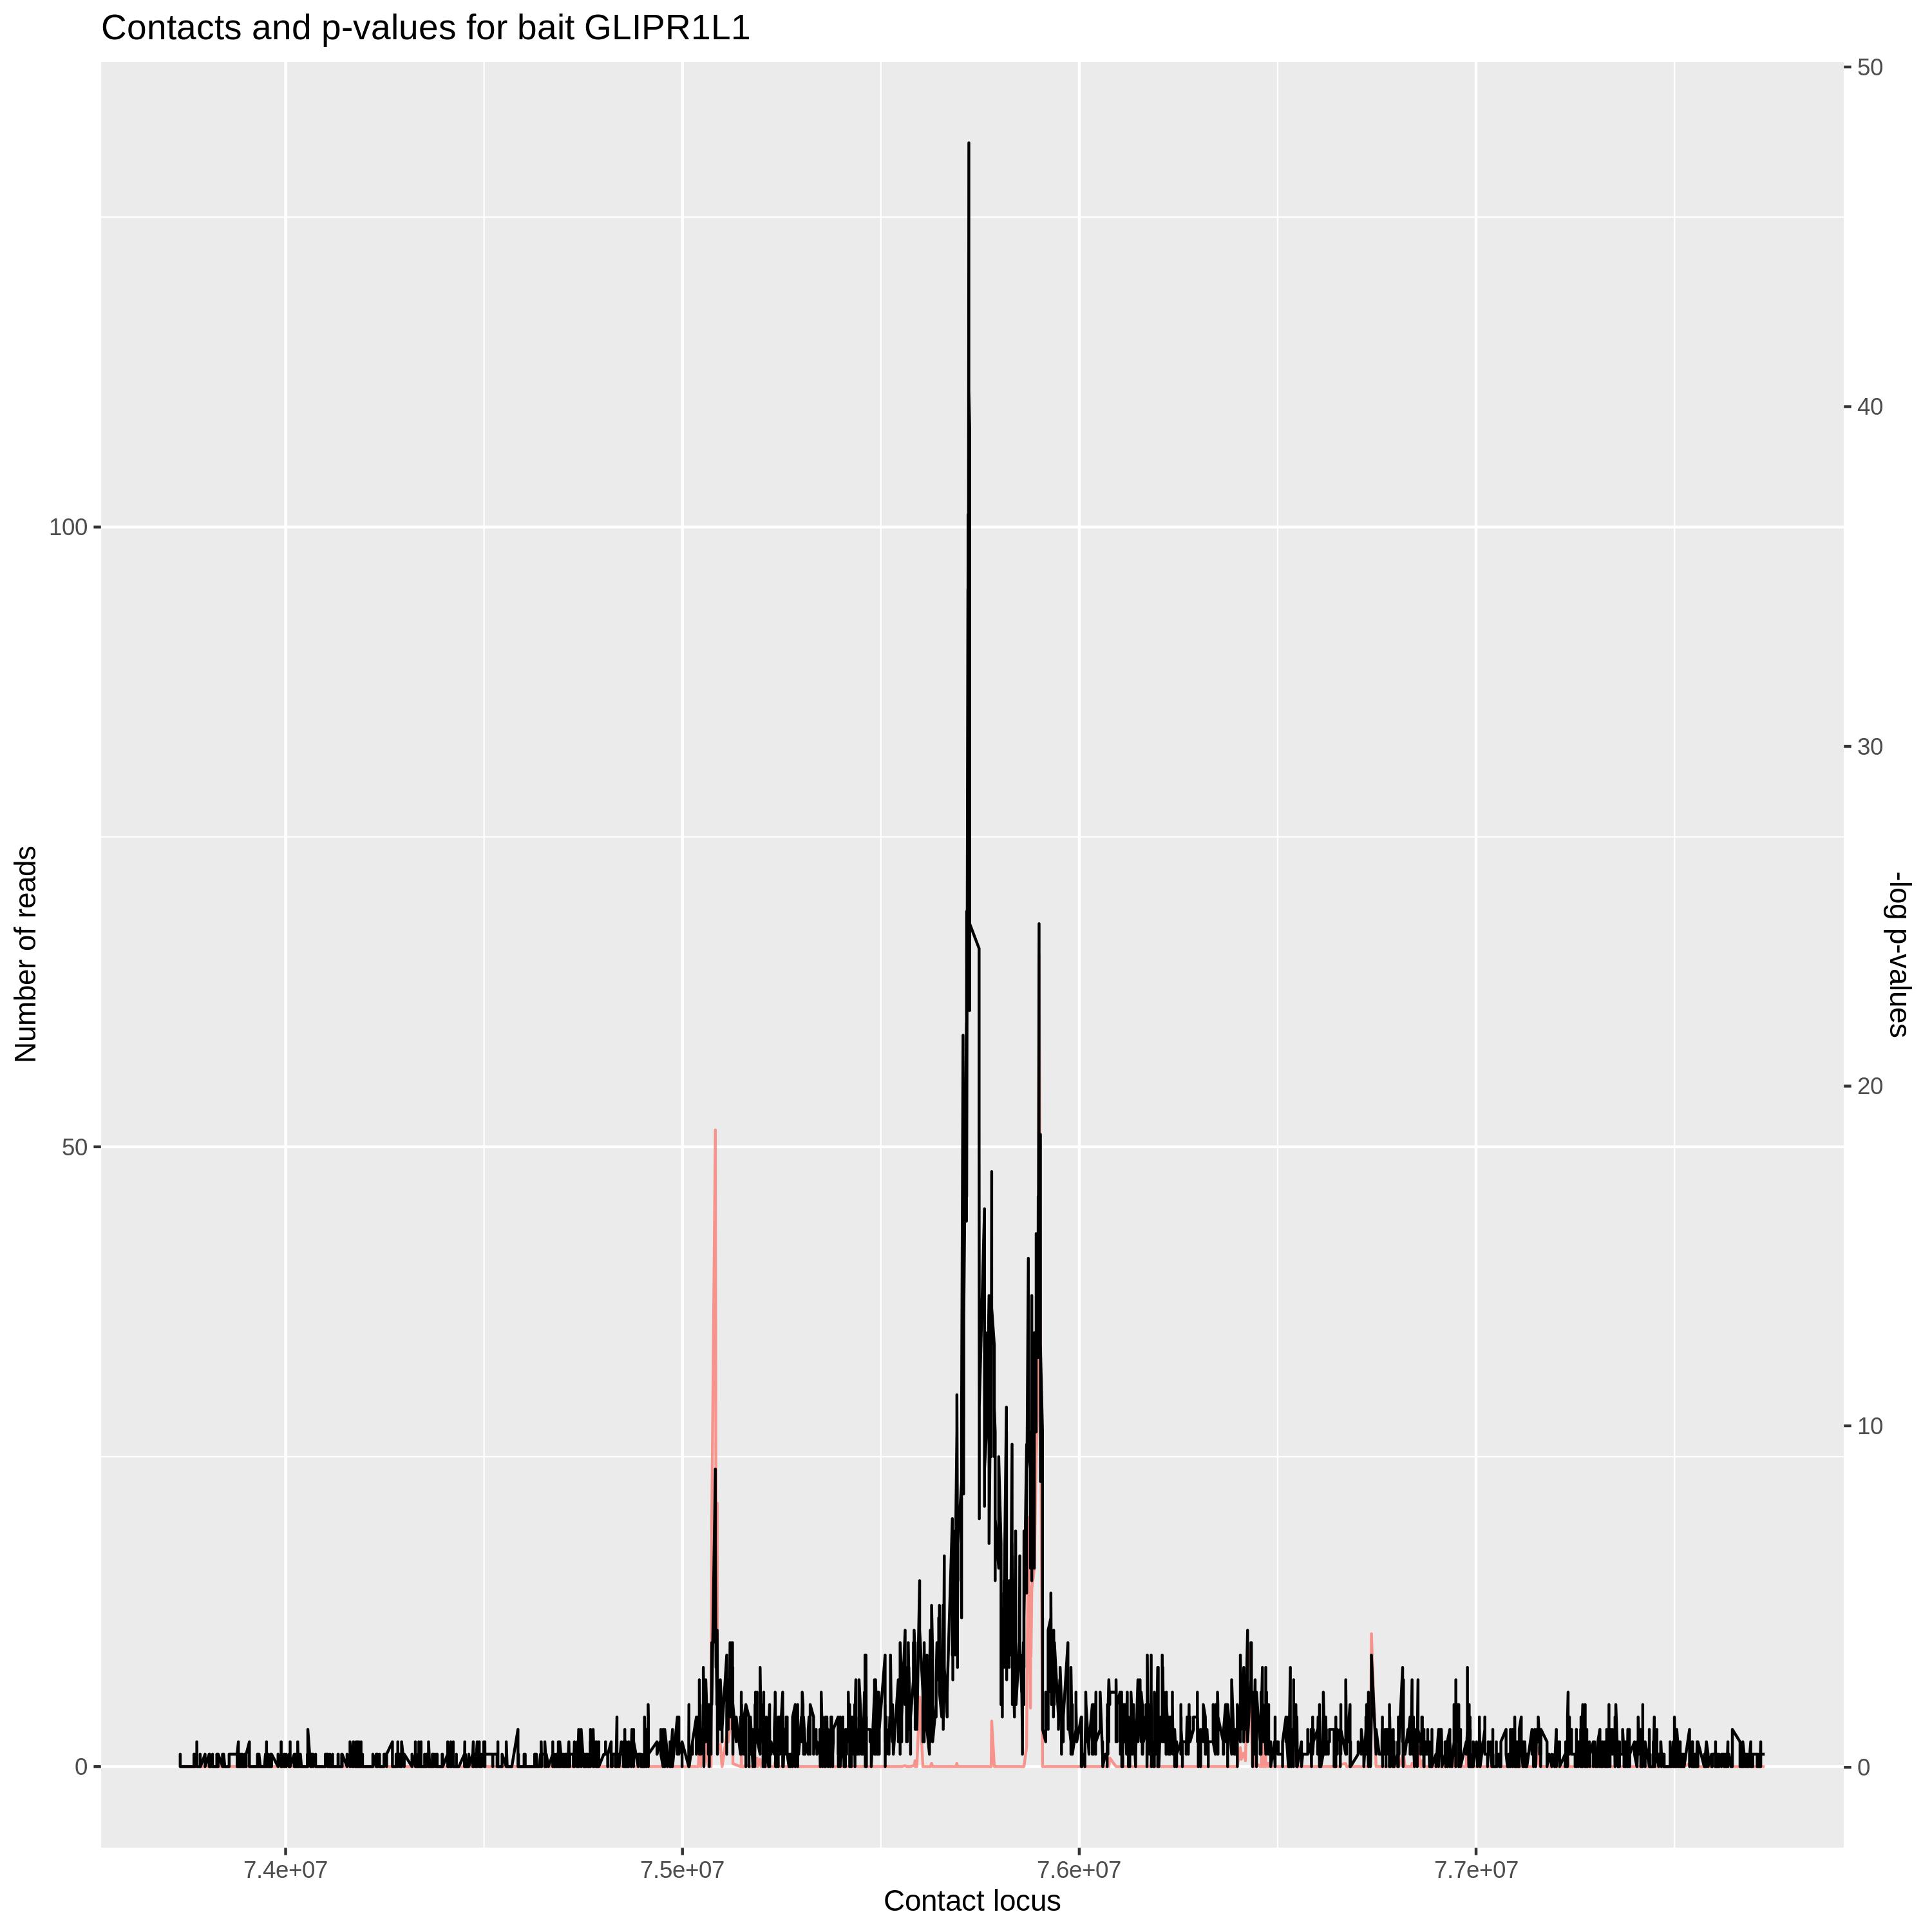 Contacts and p-values for bait GLIPR1L1
100
50
0
Number of reads
50
40
30
20
10
0
-log p-values
7.4e+07
7.5e+07
7.6e+07
7.7e+07
Contact locus